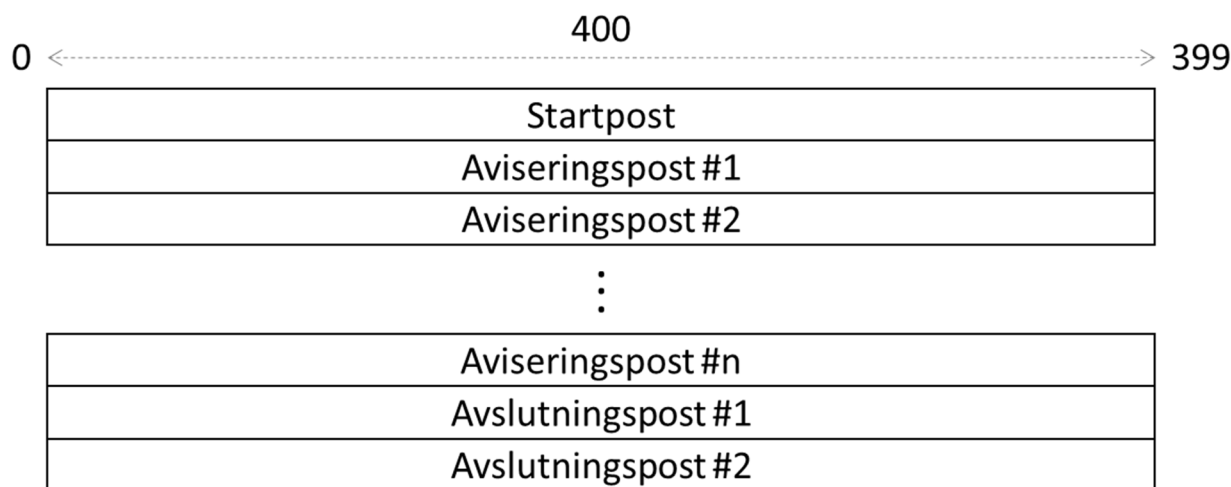 400
0 399
Startpost
Aviseringspost #1
Aviseringspost #2
⋮
Aviseringspost #n
Avslutningspost #1
Avslutningspost #2